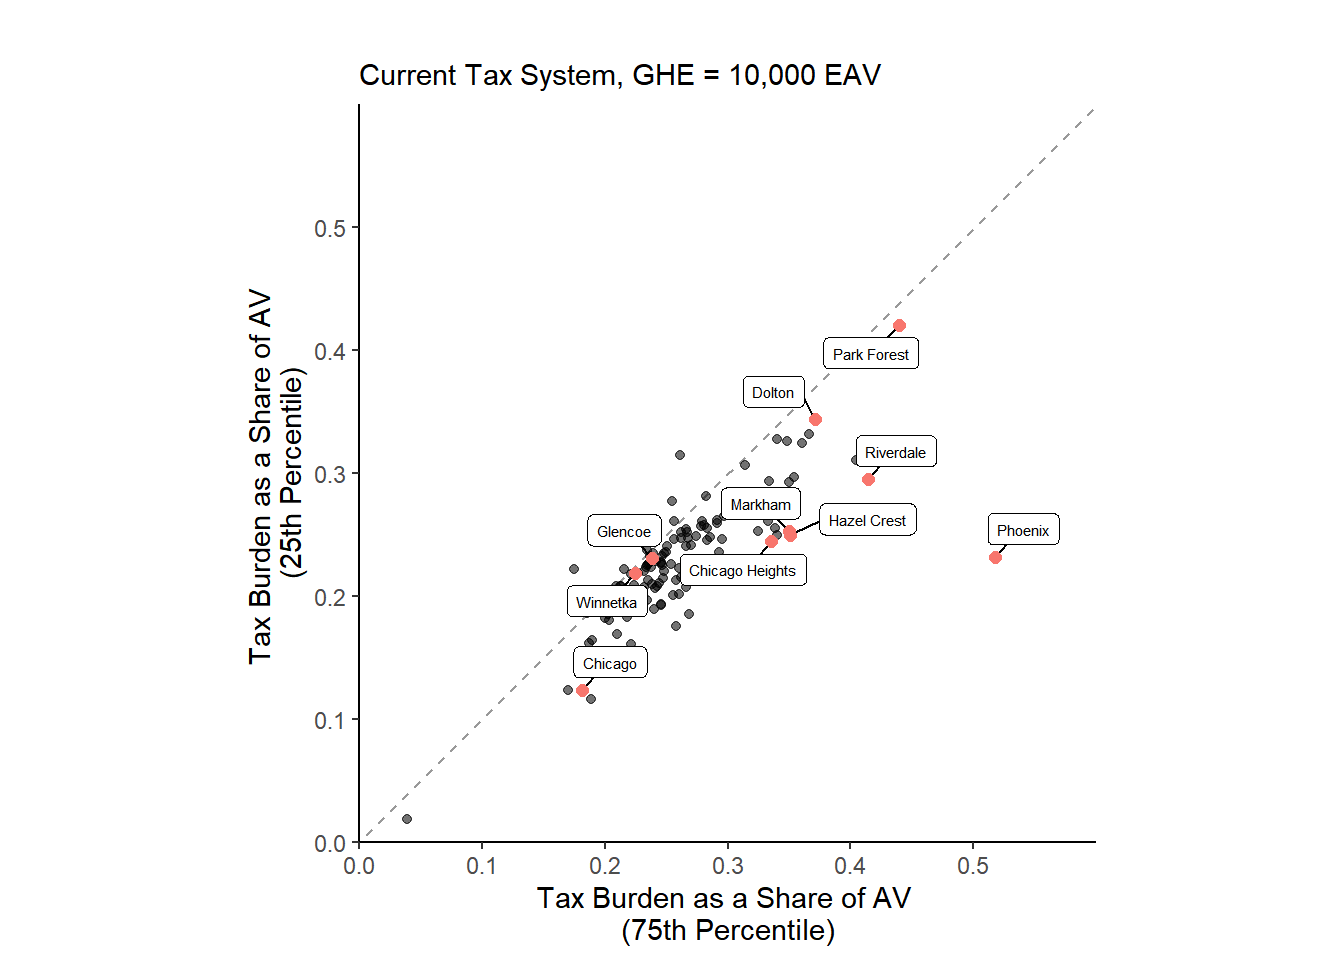 Current Tax System, GHE = 10,000 EAV
Tax Burden as a Share of AV
(25th Percentile)
0.5
0.4
0.3
0.2
0.1
0.0
Park Forest
Dolton
Riverdale
Markham
Hazel Crest
Glencoe
Phoenix
Chicago Heights
Winnetka
Chicago
0.0
0.1
0.2
0.3
0.4
0.5
Tax Burden as a Share of AV
(75th Percentile)